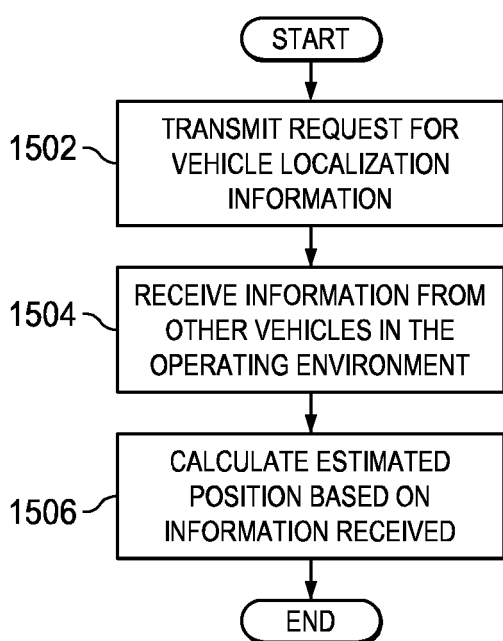 START
1502
TRANSMIT REQUEST FOR
VEHICLE LOCALIZATION
INFORMATION
1504
RECEIVE INFORMATION FROM
OTHER VEHICLES IN THE
OPERATING ENVIRONMENT
1506
CALCULATE ESTIMATED
POSITION BASED ON
INFORMATION RECEIVED
END